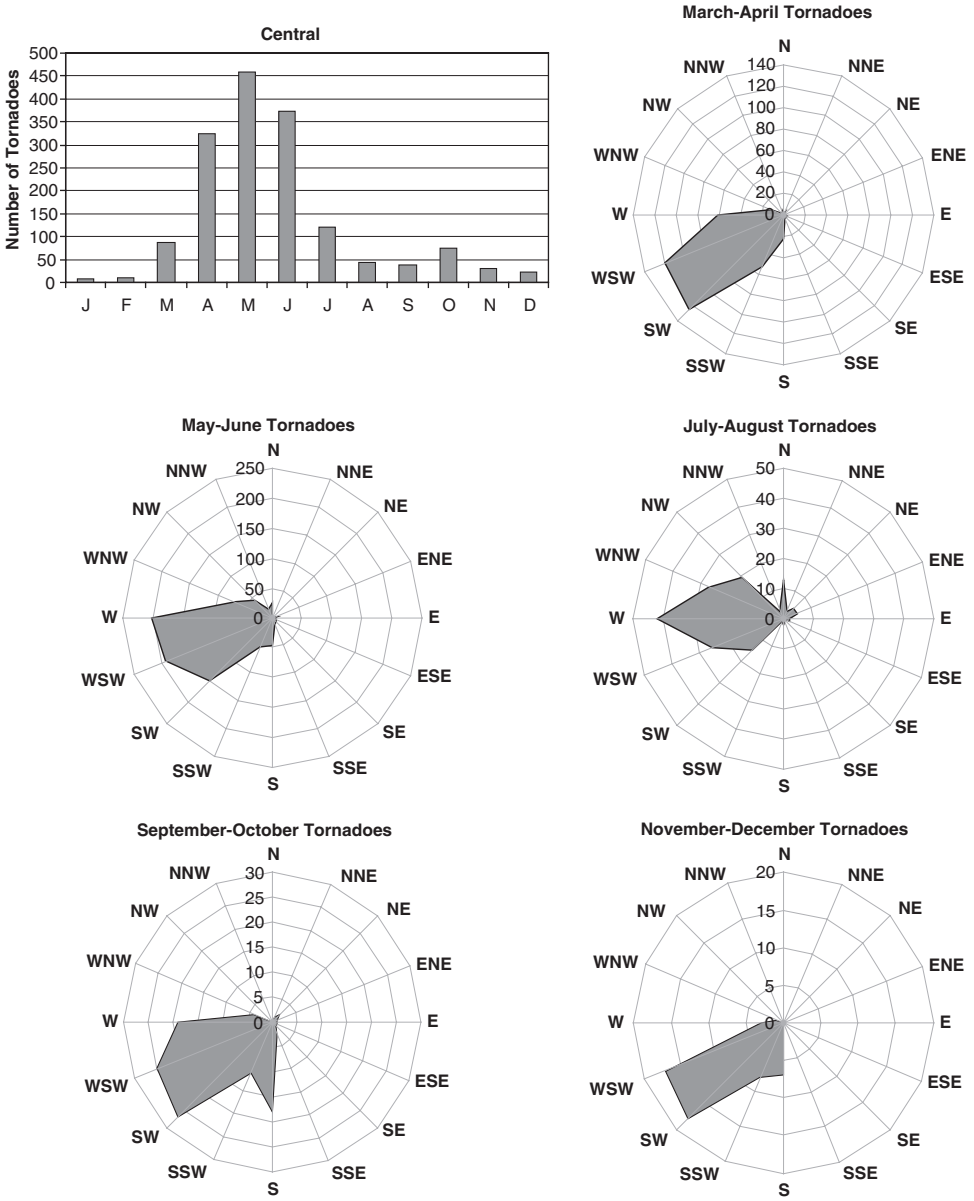 Central
Number of Tornadoes
500
450
400
350
300
250
200
150
100
50
0
J F M A M J J A S O N D
March-April Tornadoes
N
NNE
NE
ENE
E
ESE
SE
SSE
S
SSW
SW
WSW
W
WNW
NW
NNW
140
120
100
80
60
40
20
0
May-June Tornadoes
N
NNE
NE
ENE
E
ESE
SE
SSE
S
SSW
SW
WSW
W
WNW
NW
NNW
250
200
150
100
50
0
July-August Tornadoes
N
NNE
NE
ENE
E
ESE
SE
SSE
S
SSW
SW
WSW
W
WNW
NW
NNW
50
40
30
20
10
0
September-October Tornadoes
N
NNE
NE
ENE
E
ESE
SE
SSE
S
SSW
SW
WSW
W
WNW
NW
NNW
30
25
20
15
10
5
0
November-December Tornadoes
N
NNE
NE
ENE
E
ESE
SE
SSE
S
SSW
SW
WSW
W
WNW
NW
NNW
20
15
10
5
0